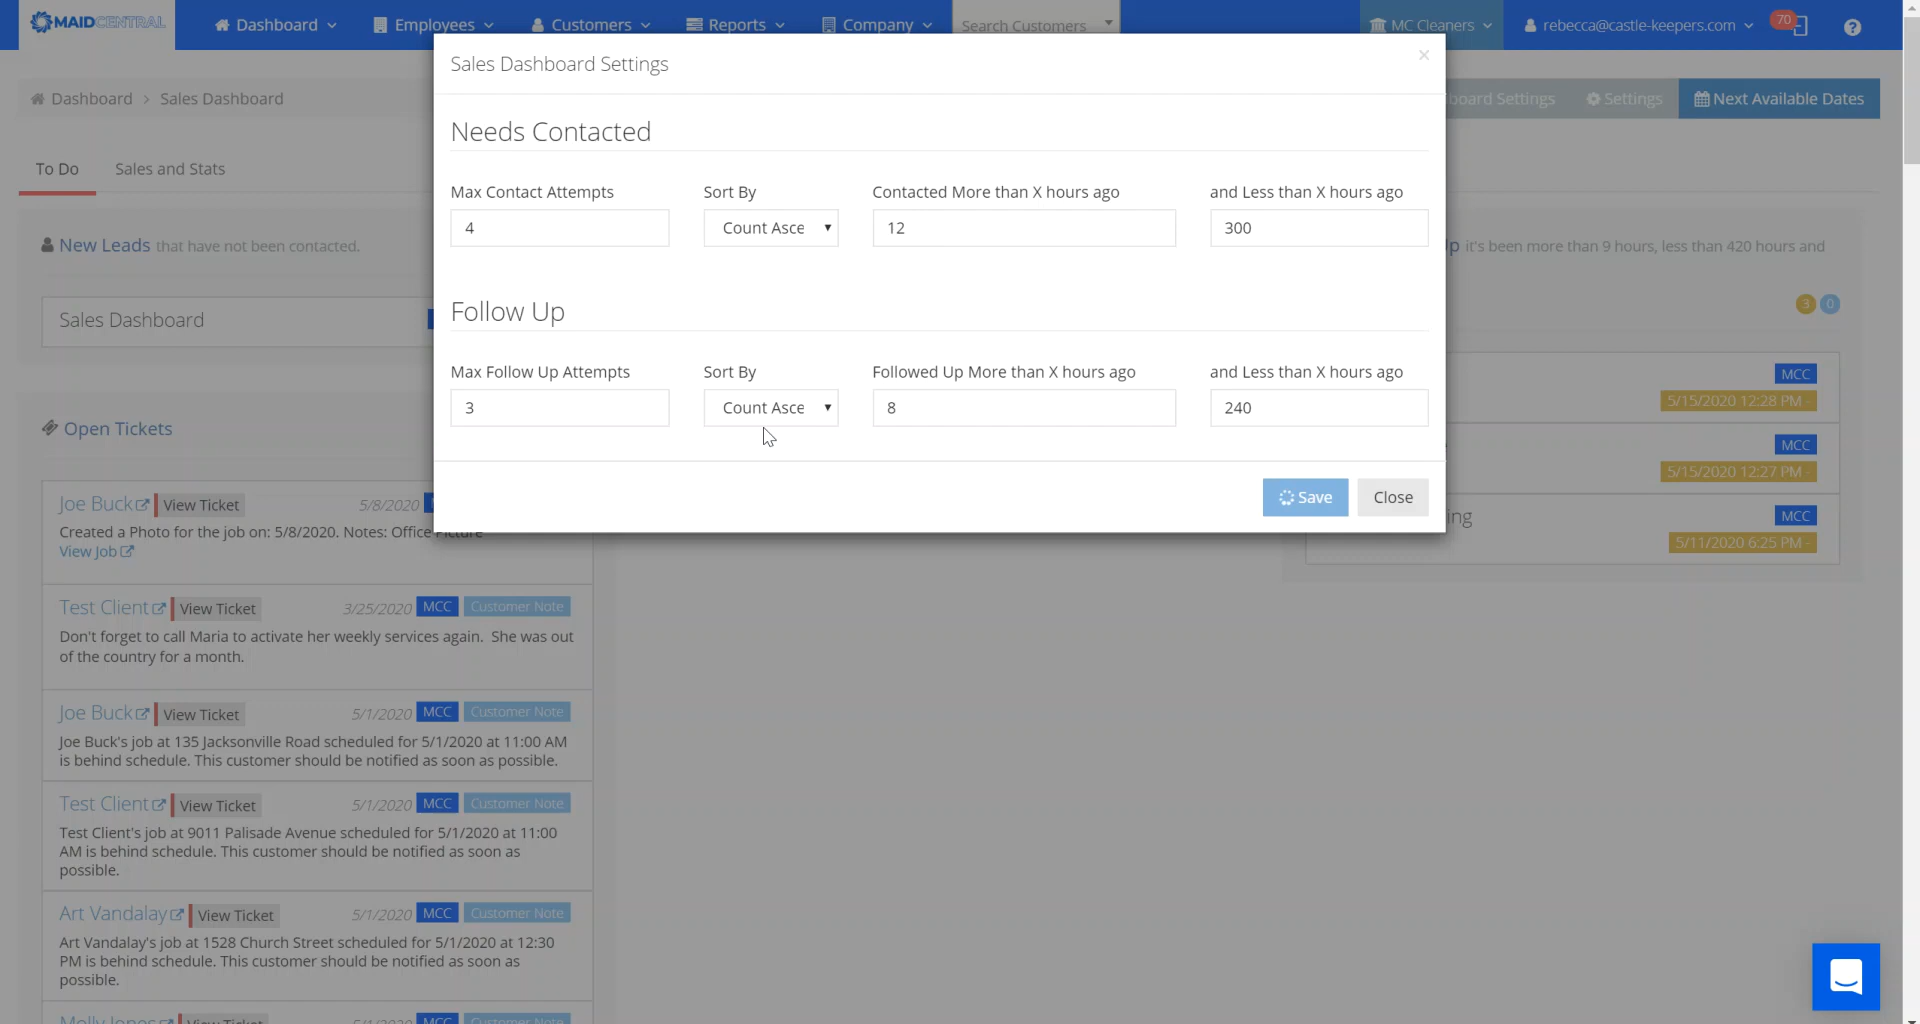 MAIDCENTRAL
Dashboard
Employees
Customers
Reports
Company
Search Customers
MC Cleaners
rebecca@castle-keepers.com
70
Dashboard > Sales Dashboard
board Settings
Settings
Next Available Dates
To Do
Sales and Stats
New Leads that have not been contacted.
Sales Dashboard
Open Tickets
Joe Buck View Ticket 5/8/2020
Created a Photo for the job on: 5/8/2020. Notes: Office Picture
View Job
Test Client View Ticket 3/25/2020 MCC Customer Note
Don't forget to call Maria to activate her weekly services again. She was out
of the country for a month.
Joe Buck View Ticket 5/1/2020 MCC Customer Note
Joe Buck's job at 135 Jacksonville Road scheduled for 5/1/2020 at 11:00 AM
is behind schedule. This customer should be notified as soon as possible.
Test Client View Ticket 5/1/2020 MCC Customer Note
Test Client's job at 9011 Palisade Avenue scheduled for 5/1/2020 at 11:00
AM is behind schedule. This customer should be notified as soon as
possible.
Art Vandalay View Ticket 5/1/2020 MCC Customer Note
Art Vandalay's job at 1528 Church Street scheduled for 5/1/2020 at 12:30
PM is behind schedule. This customer should be notified as soon as
possible.
Molly Jones View Ticket 5/1/2020 MCC Customer Note
Sales Dashboard Settings
×
Needs Contacted
Max Contact Attempts
Sort By
Contacted More than X hours ago
and Less than X hours ago
4
Count Asce
12
300
Follow Up
Max Follow Up Attempts
Sort By
Followed Up More than X hours ago
and Less than X hours ago
3
Count Asce
8
240
Save
Close
up it's been more than 9 hours, less than 420 hours and
3 0
MCC
5/15/2020 12:28 PM -
MCC
5/15/2020 12:27 PM -
ing
MCC
5/11/2020 6:25 PM -